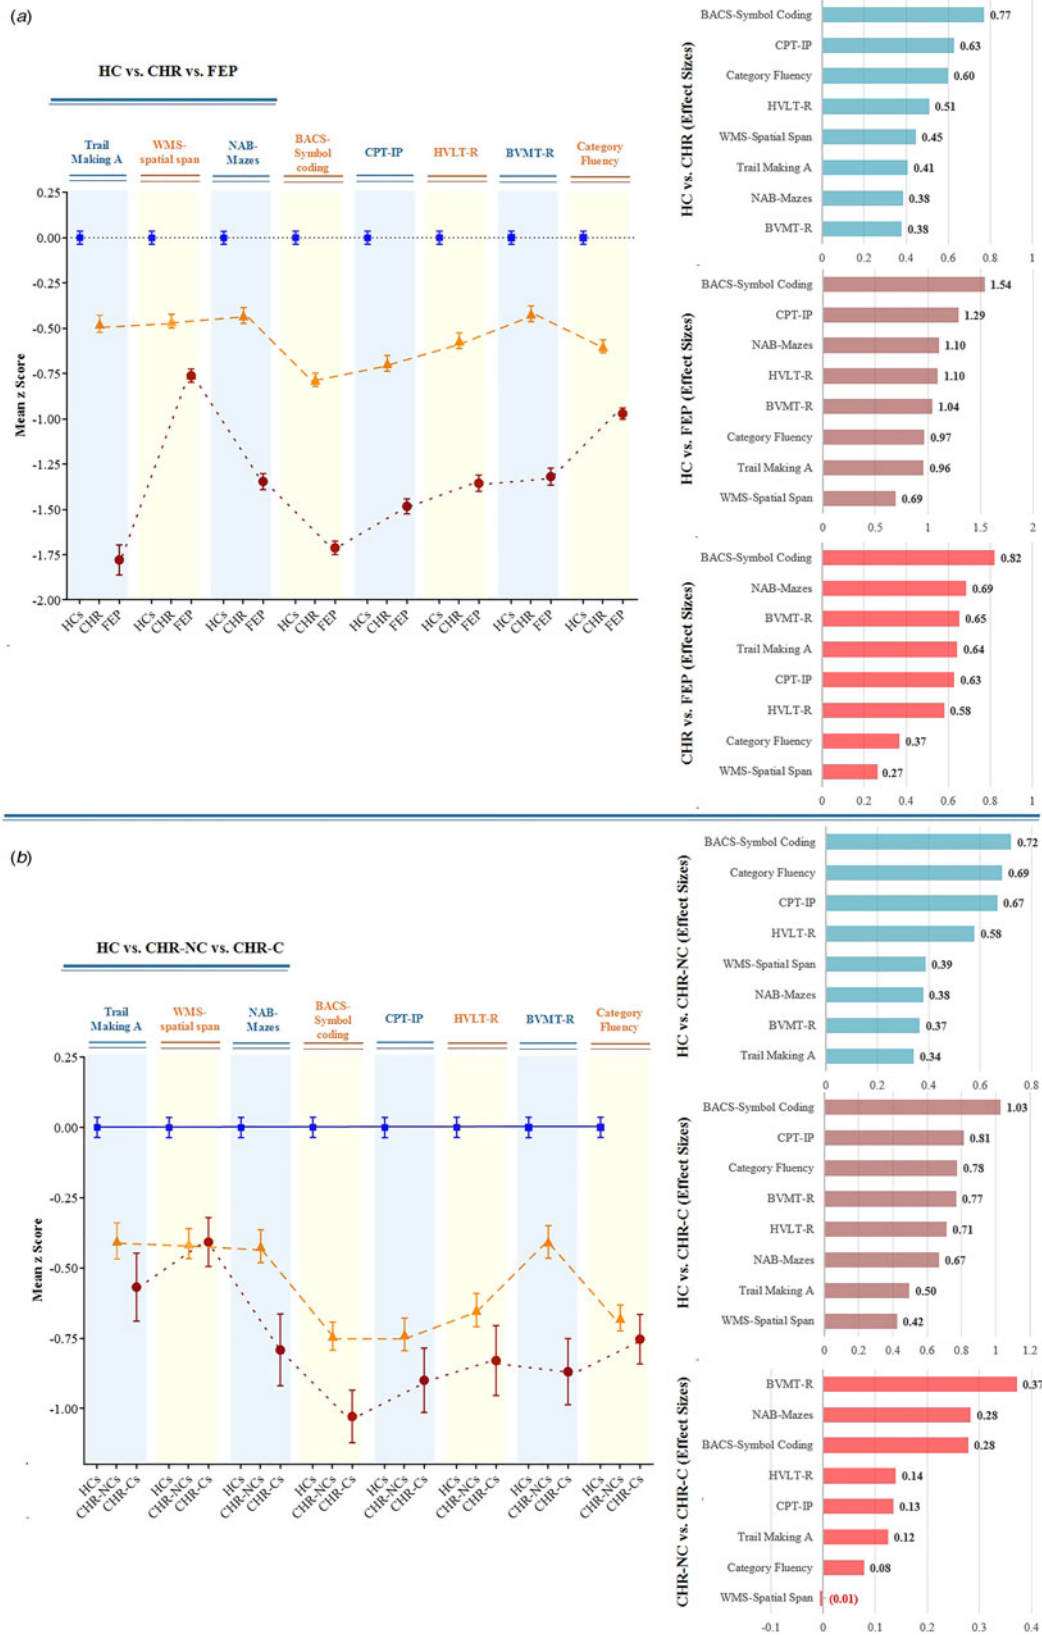 (a)
HC vs. CHR vs. FEP
Trail
Making A
WMS-
spatial span
NAB-
Mazes
BACS-
Symbol
coding
CPT-IP
HVLT-R
BVMT-R
Category
Fluency
Mean z Score
0.25
0.00
-0.25
-0.50
-0.75
-1.00
-1.25
-1.50
-1.75
-2.00
HCs CHR FEP HCs CHR FEP HCs CHR FEP HCs CHR FEP HCs CHR FEP HCs CHR FEP HCs CHR FEP HCs CHR FEP
HC vs. CHR (Effect Sizes)
BACS-Symbol Coding 0.77
CPT-IP 0.63
Category Fluency 0.60
HVLT-R 0.51
WMS-Spatial Span 0.45
Trail Making A 0.41
NAB-Mazes 0.38
BVMT-R 0.38
0 0.2 0.4 0.6 0.8 1
HC vs. FEP (Effect Sizes)
BACS-Symbol Coding 1.54
CPT-IP 1.29
NAB-Mazes 1.10
HVLT-R 1.10
BVMT-R 1.04
Category Fluency 0.97
Trail Making A 0.96
WMS-Spatial Span 0.69
0 0.5 1 1.5 2
CHR vs. FEP (Effect Sizes)
BACS-Symbol Coding 0.82
NAB-Mazes 0.69
BVMT-R 0.65
Trail Making A 0.64
CPT-IP 0.63
HVLT-R 0.58
Category Fluency 0.37
WMS-Spatial Span 0.27
0 0.2 0.4 0.6 0.8 1
(b)
HC vs. CHR-NC vs. CHR-C
Trail
Making A
WMS-
spatial span
NAB-
Mazes
BACS-
Symbol
coding
CPT-IP
HVLT-R
BVMT-R
Category
Fluency
Mean z Score
0.25
0.00
-0.25
-0.50
-0.75
-1.00
HCs CHR-NCs CHR-Cs HCs CHR-NCs CHR-Cs HCs CHR-NCs CHR-Cs HCs CHR-NCs CHR-Cs HCs CHR-NCs CHR-Cs HCs CHR-NCs CHR-Cs HCs CHR-NCs CHR-Cs HCs CHR-NCs CHR-Cs
HC vs. CHR-NC (Effect Sizes)
BACS-Symbol Coding 0.72
Category Fluency 0.69
CPT-IP 0.67
HVLT-R 0.58
WMS-Spatial Span 0.39
NAB-Mazes 0.38
BVMT-R 0.37
Trail Making A 0.34
0 0.2 0.4 0.6 0.8
HC vs. CHR-C (Effect Sizes)
BACS-Symbol Coding 1.03
CPT-IP 0.81
Category Fluency 0.78
BVMT-R 0.77
HVLT-R 0.71
NAB-Mazes 0.67
Trail Making A 0.50
WMS-Spatial Span 0.42
0 0.2 0.4 0.6 0.8 1 1.2
CHR-NC vs. CHR-C (Effect Sizes)
BVMT-R 0.37
NAB-Mazes 0.28
BACS-Symbol Coding 0.28
HVLT-R 0.14
CPT-IP 0.13
Trail Making A 0.12
Category Fluency 0.08
WMS-Spatial Span (0.01)
-0.1 0 0.1 0.2 0.3 0.4